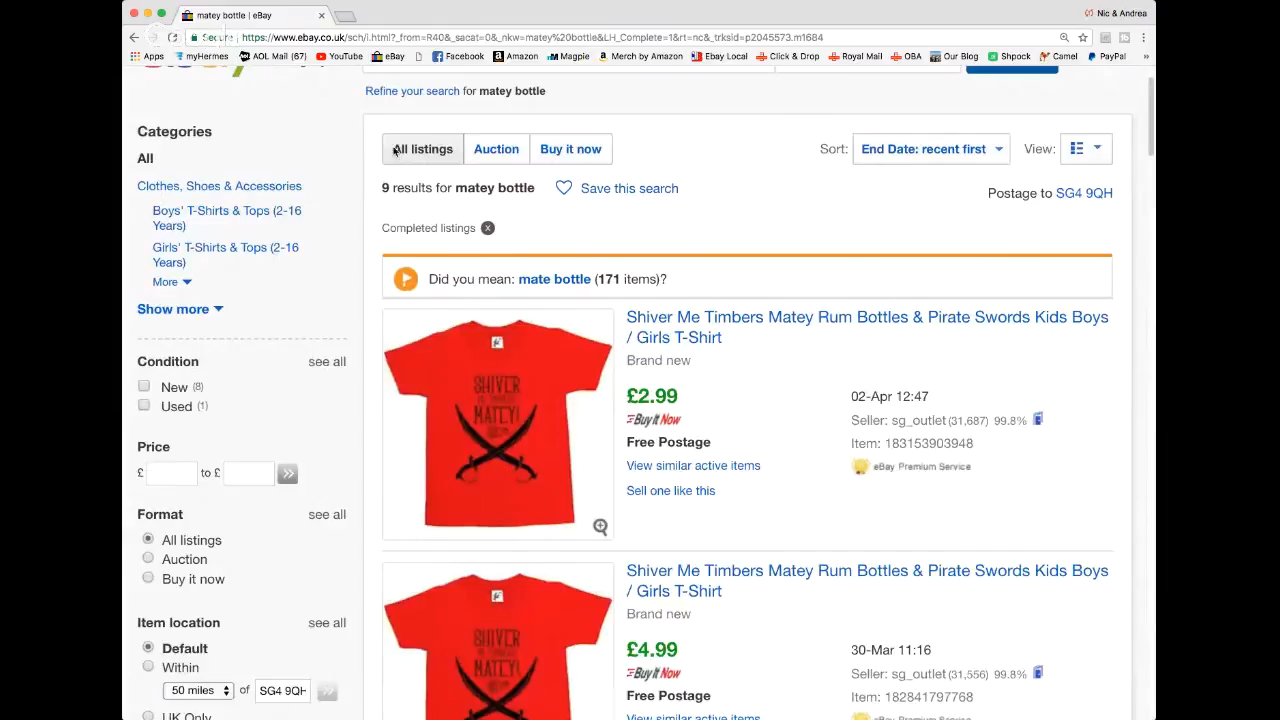 matey bottle | eBay
Nic & Andrea
Secure https://www.ebay.co.uk/sch/i.html?_from=R40&_sacat=0&_nkw=matey%20bottle&LH_Complete=1&rt=nc&_trksid=p2045573.m1684
Apps myHermes AOL Mail (67) YouTube eBay Facebook Amazon Magpie Merch by Amazon Ebay Local Click & Drop Royal Mail OBA Our Blog Shpock Camel PayPal »
Refine your search for matey bottle
Categories
All
Clothes, Shoes & Accessories
Boys' T-Shirts & Tops (2-16
Years)
Girls' T-Shirts & Tops (2-16
Years)
More
Show more
Condition see all
New (8)
Used (1)
Price
£ to £
Format see all
All listings
Auction
Buy it now
Item location see all
Default
Within
50 miles of SG4 9QH
UK Only
All listings Auction Buy it now
Sort: End Date: recent first View:
9 results for matey bottle Save this search
Postage to SG4 9QH
Completed listings
Did you mean: mate bottle (171 items)?
SHIVER
MATEY!
Shiver Me Timbers Matey Rum Bottles & Pirate Swords Kids Boys
/ Girls T-Shirt
Brand new
£2.99 02-Apr 12:47
Buy It Now Seller: sg_outlet (31,687) 99.8%
Free Postage Item: 183153903948
eBay Premium Service
View similar active items
Sell one like this
SHIVER
MATEY!
Shiver Me Timbers Matey Rum Bottles & Pirate Swords Kids Boys
/ Girls T-Shirt
Brand new
£4.99 30-Mar 11:16
Buy It Now Seller: sg_outlet (31,556) 99.8%
Free Postage Item: 182841797768
eBay Premium Service
View similar active items